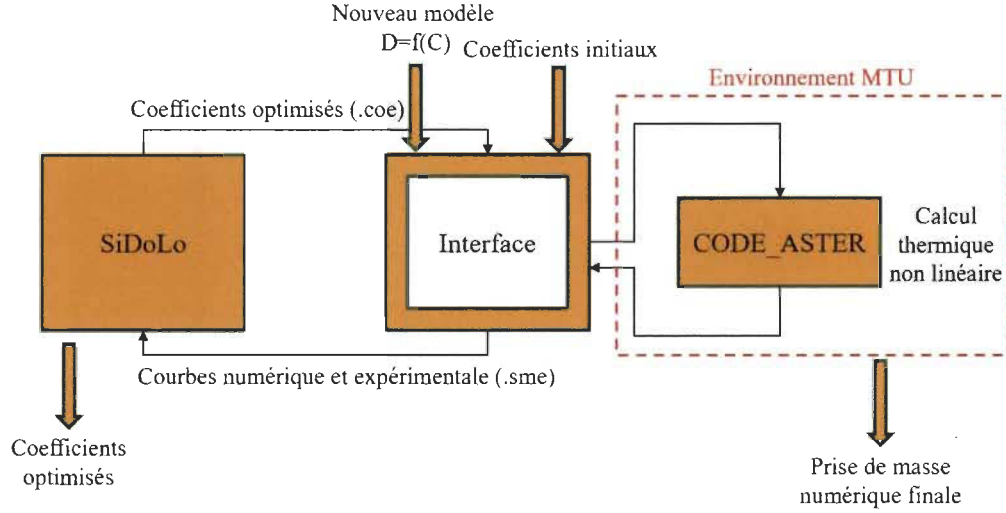 Nouveau modèle
D=f(C)
Coefficients initiaux
Environnement MTU
Coefficients optimisés (.coe)
SiDoLo
Interface
CODE_ASTER
Calcul
thermique
non linéaire
Courbes numérique et expérimentale (.sme)
Coefficients
optimisés
Prise de masse
numérique finale